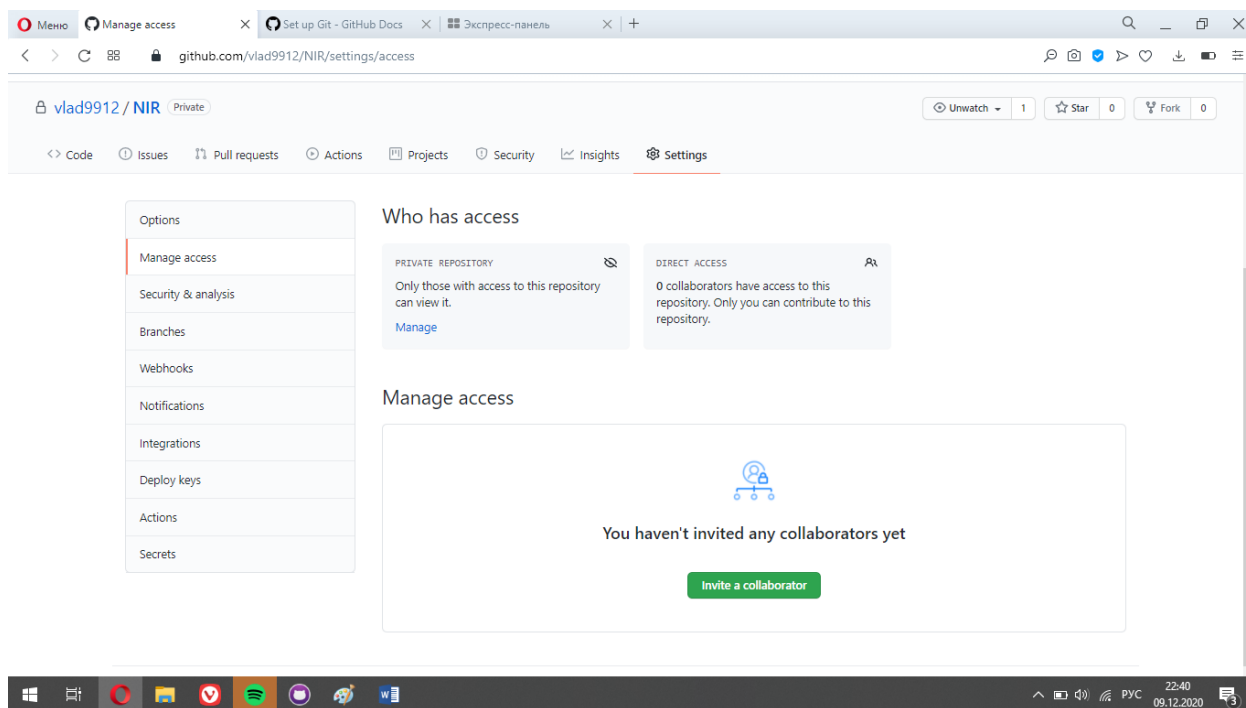 Меню
Manage access
Set up Git - GitHub Docs
Экспресс-панель
github.com/vlad9912/NIR/settings/access
vlad9912 / NIR Private
Unwatch 1
Star 0
Fork 0
Code
Issues
Pull requests
Actions
Projects
Security
Insights
Settings
Options
Manage access
Security & analysis
Branches
Webhooks
Notifications
Integrations
Deploy keys
Actions
Secrets
Who has access
PRIVATE REPOSITORY
Only those with access to this repository
can view it.
Manage
DIRECT ACCESS
0 collaborators have access to this
repository. Only you can contribute to this
repository.
Manage access
You haven't invited any collaborators yet
Invite a collaborator
РУС
22:40
09.12.2020
3